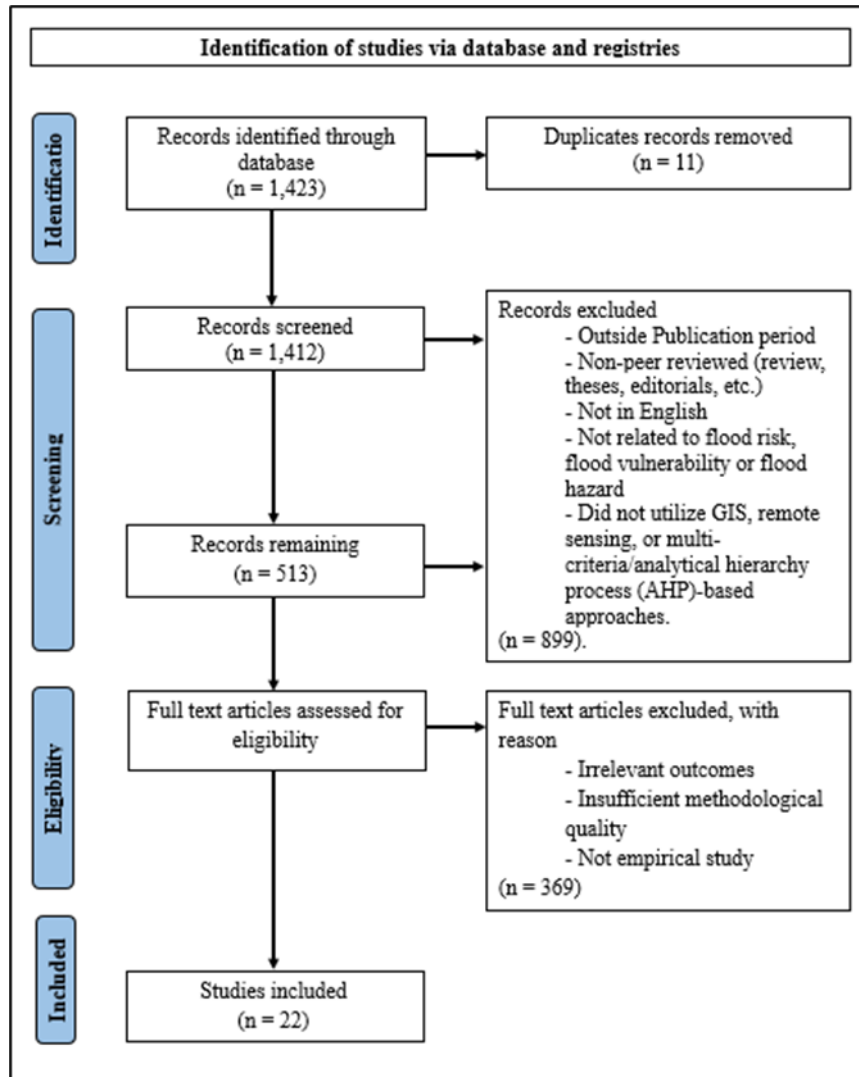 Identification of studies via database and registries
Identificatio
Records identified through
database
(n = 1,423)
Duplicates records removed
(n = 11)
Screening
Records screened
(n = 1,412)
Records excluded
- Outside Publication period
- Non-peer reviewed (review,
theses, editorials, etc.)
- Not in English
- Not related to flood risk,
flood vulnerability or flood
hazard
- Did not utilize GIS, remote
sensing, or multi-
criteria/analytical hierarchy
process (AHP)-based
approaches.
(n = 899).
Records remaining
(n = 513)
Eligibility
Full text articles assessed for
eligibility
Full text articles excluded, with
reason
- Irrelevant outcomes
- Insufficient methodological
quality
- Not empirical study
(n = 369)
Included
Studies included
(n = 22)